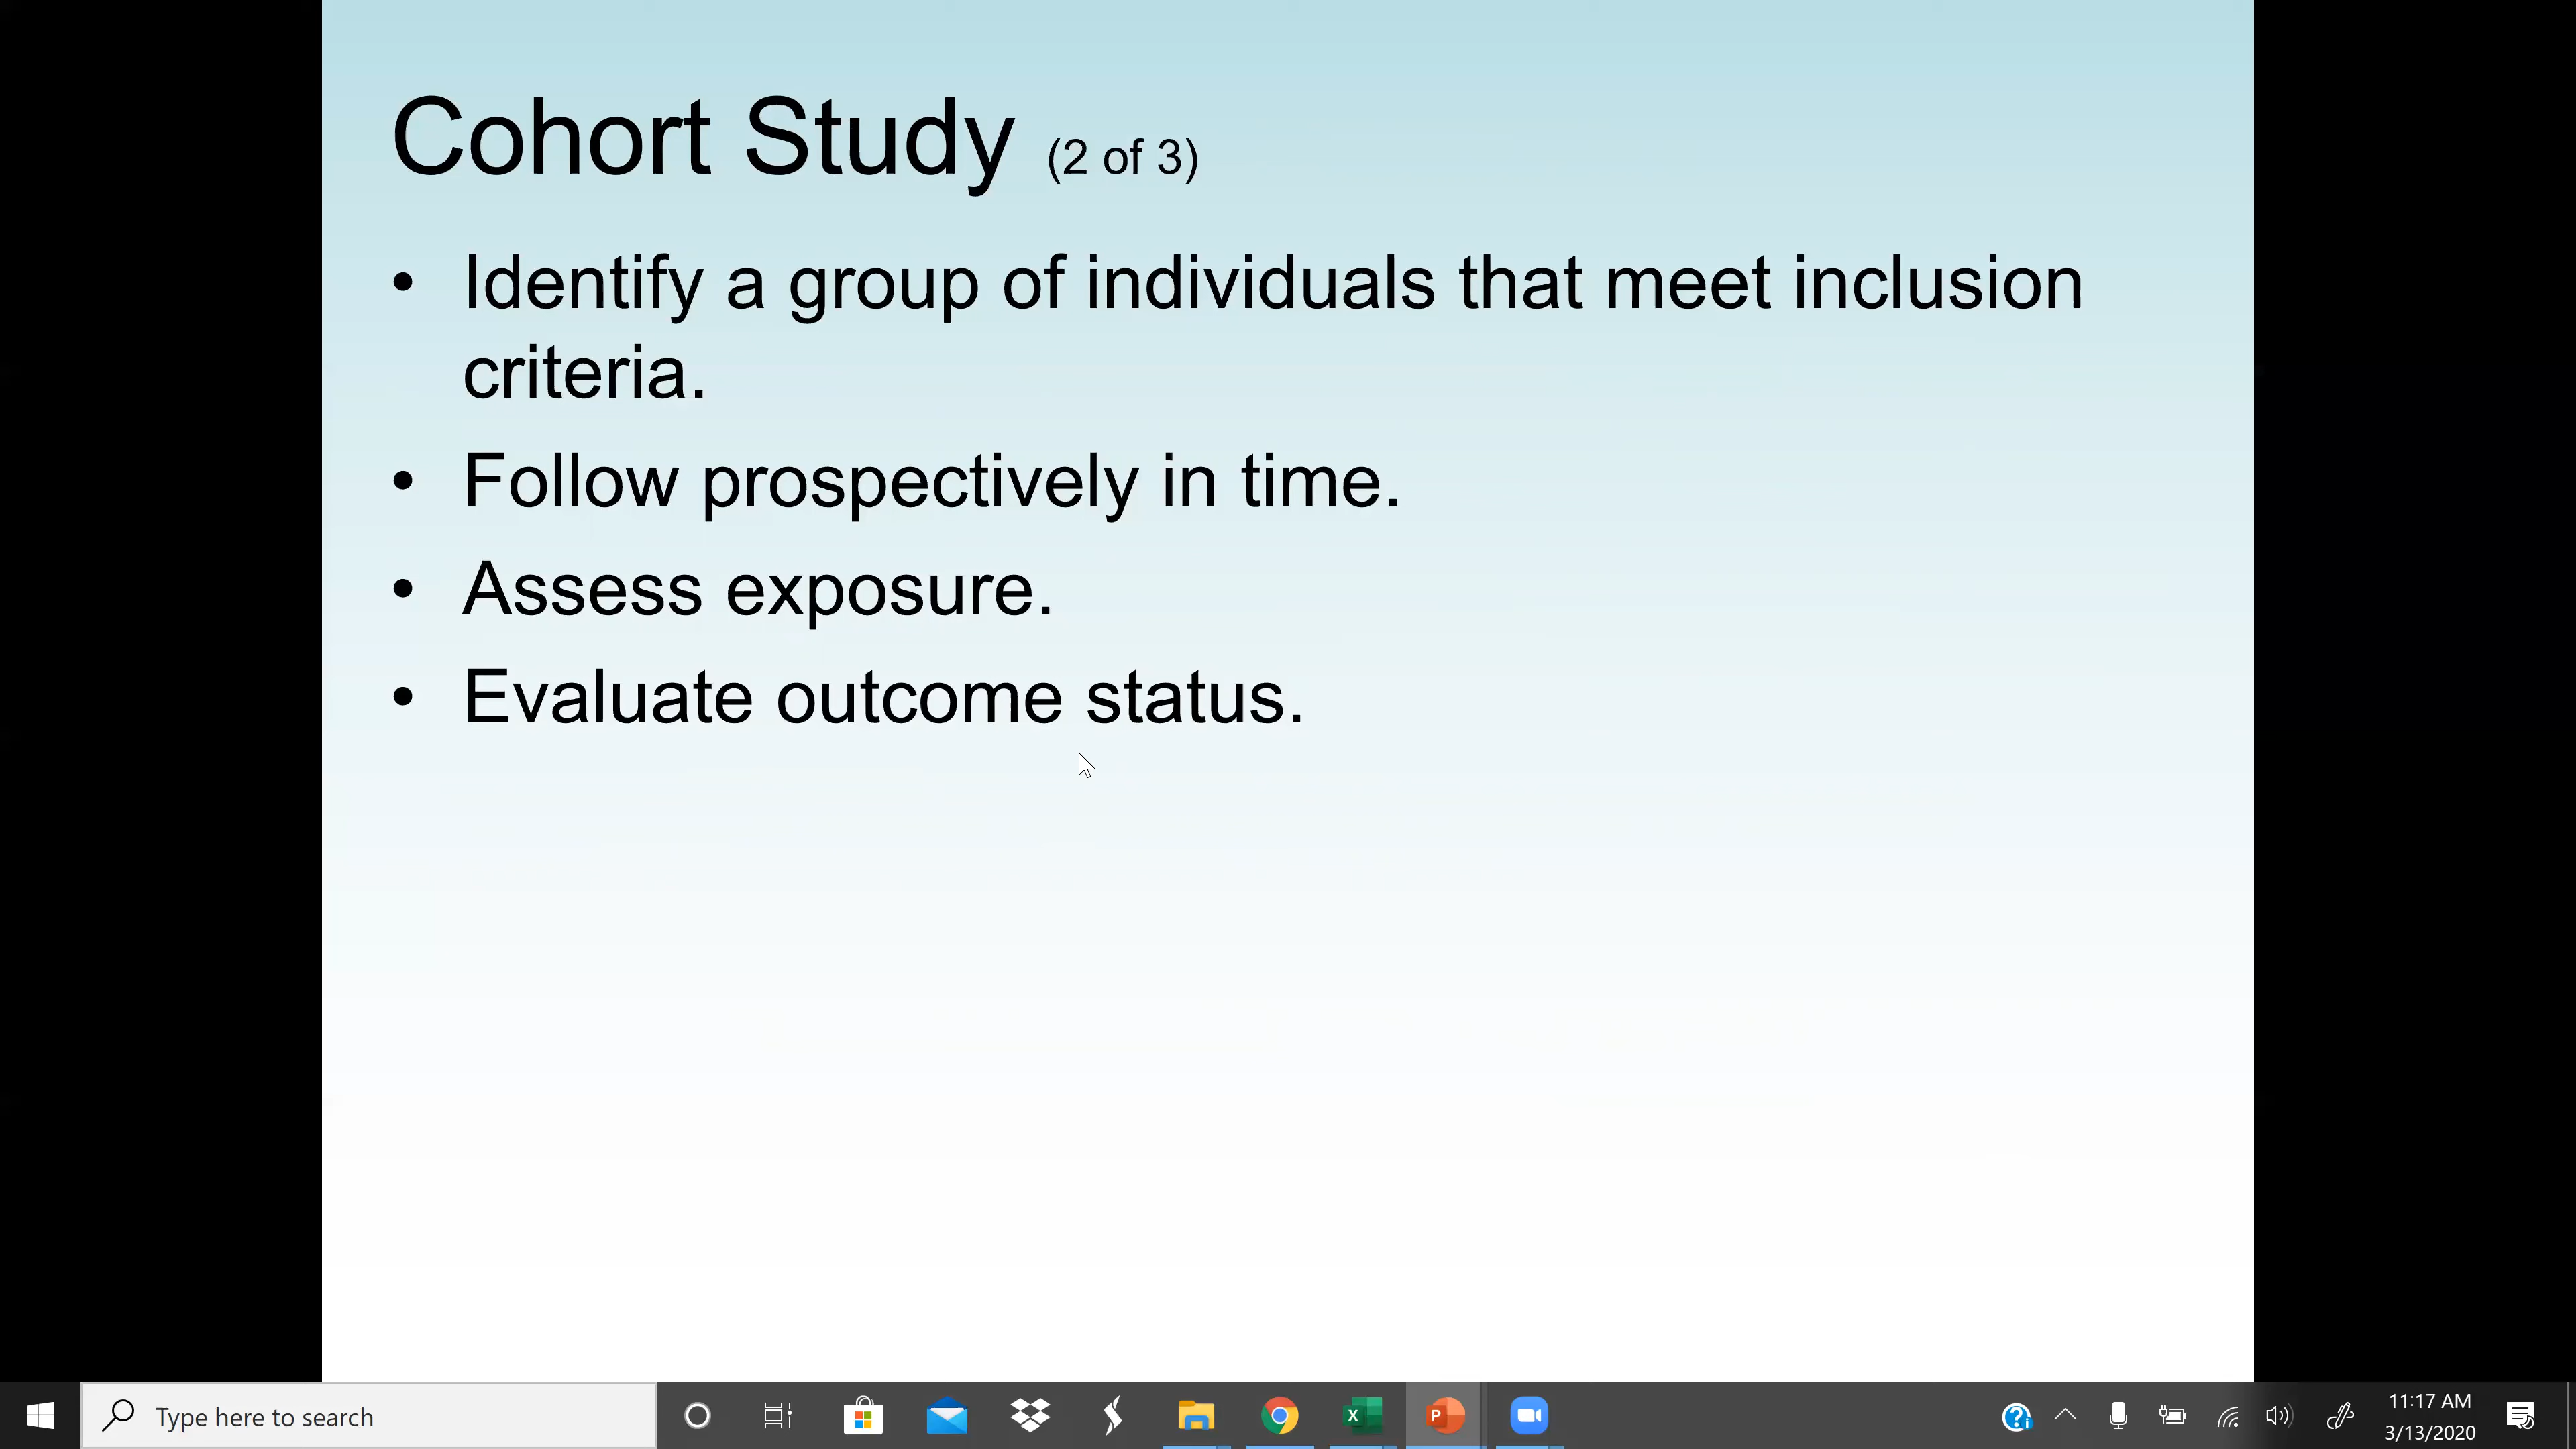 Cohort Study (2 of 3)
• Identify a group of individuals that meet inclusion
criteria.
• Follow prospectively in time.
• Assess exposure.
• Evaluate outcome status.
Type here to search
11:17 AM
3/13/2020